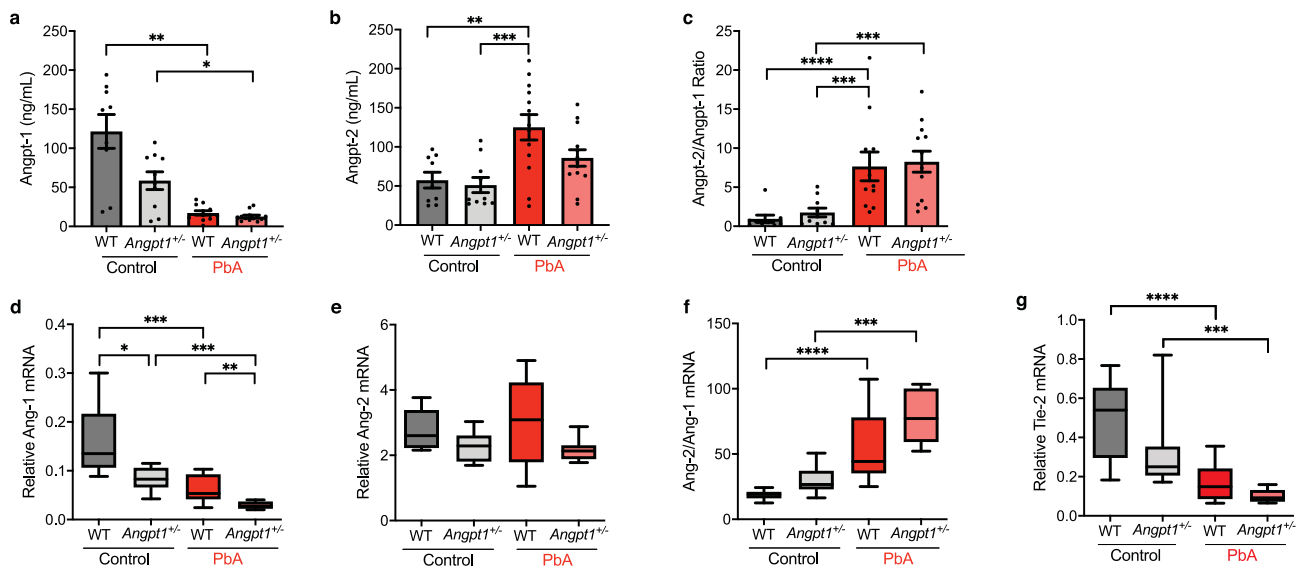 a
Angpt-1 (ng/mL)
250
200
150
100
50
0
**
*
WT
Angpt1+/-
WT
Angpt1+/-
Control
PbA
b
Angpt-2 (ng/mL)
250
200
150
100
50
0
**
***
WT
Angpt1+/-
WT
Angpt1+/-
Control
PbA
c
Angpt-2/Angpt-1 Ratio
25
20
15
10
5
0
***
****
***
WT
Angpt1+/-
WT
Angpt1+/-
Control
PbA
d
Relative Ang-1 mRNA
0.4
0.3
0.2
0.1
0.0
***
*
***
**
WT
Angpt1+/-
WT
Angpt1+/-
Control
PbA
e
Relative Ang-2 mRNA
6
4
2
0
WT
Angpt1+/-
WT
Angpt1+/-
Control
PbA
f
Ang-2/Ang-1 mRNA
150
100
50
0
***
****
WT
Angpt1+/-
WT
Angpt1+/-
Control
PbA
g
Relative Tie-2 mRNA
1.0
0.8
0.6
0.4
0.2
0.0
****
***
WT
Angpt1+/-
WT
Angpt1+/-
Control
PbA